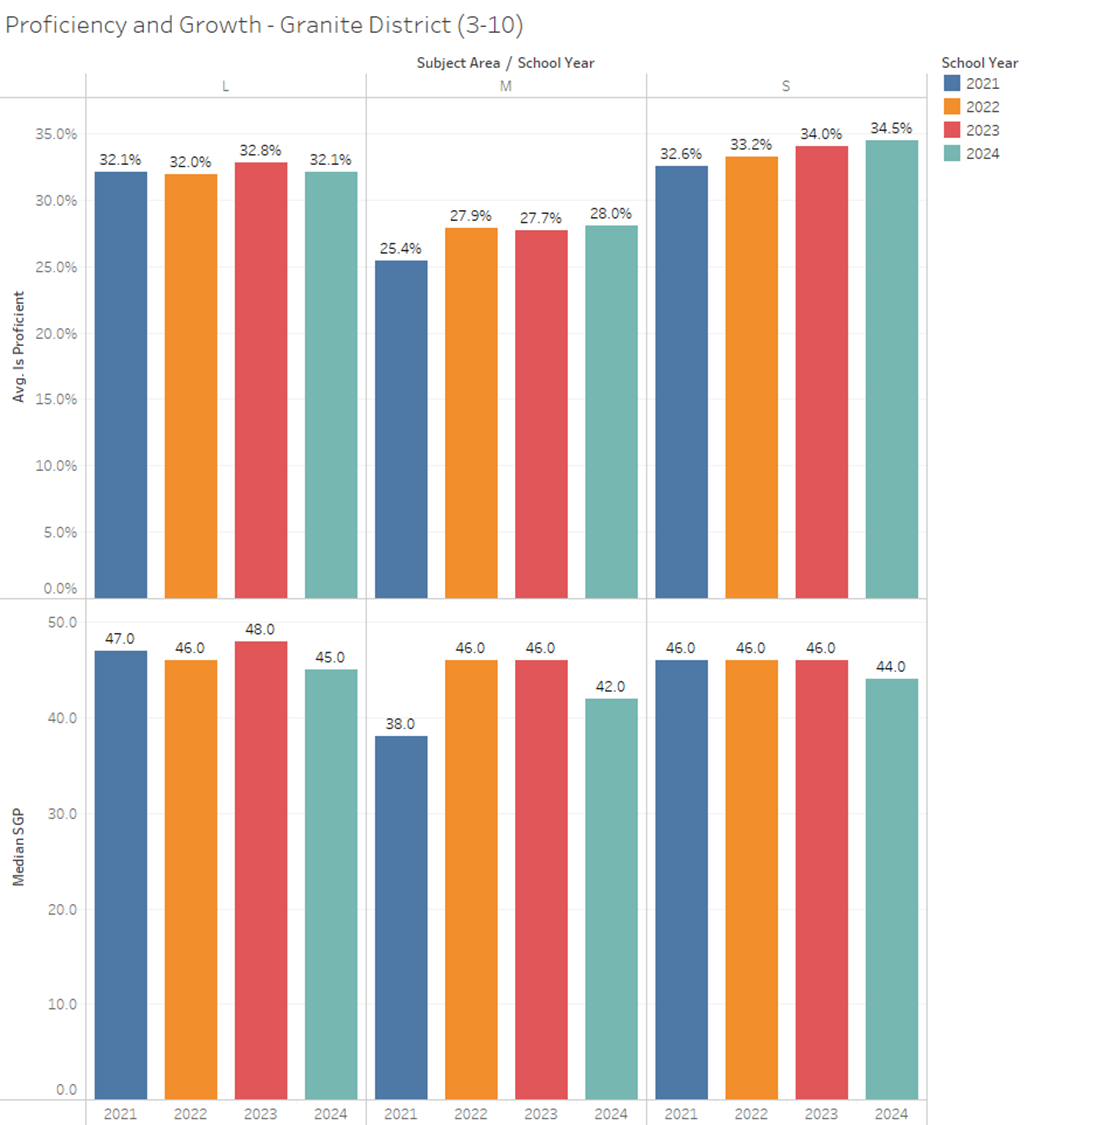 Proficiency and Growth - Granite District (3-10)
Subject Area / School Year
School Year
L M S
2021
2022
2023
2024
Avg. Is Proficient
35.0%
30.0%
25.0%
20.0%
15.0%
10.0%
5.0%
0.0%
32.1% 32.0% 32.8% 32.1%
25.4% 27.9% 27.7% 28.0%
32.6% 33.2% 34.0% 34.5%
Median SGP
50.0
40.0
30.0
20.0
10.0
0.0
47.0 46.0 48.0 45.0
38.0 46.0 46.0 42.0
46.0 46.0 46.0 44.0
2021 2022 2023 2024 2021 2022 2023 2024 2021 2022 2023 2024